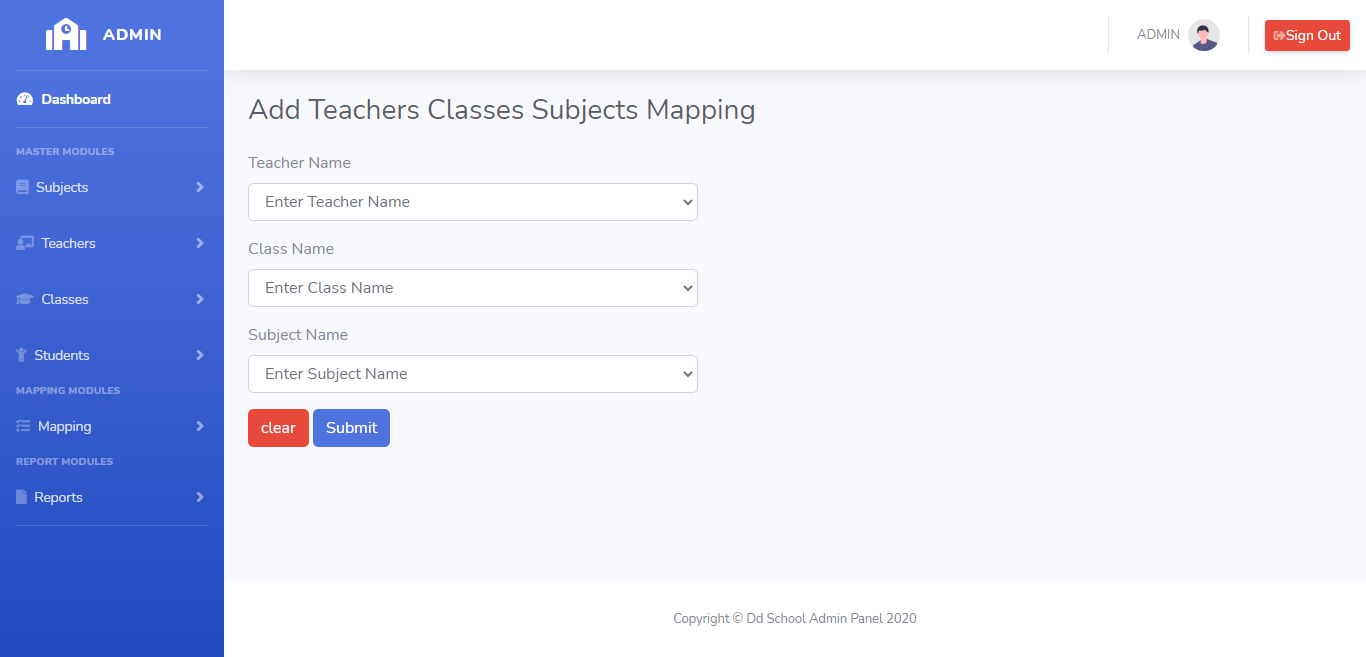 ADMIN
Dashboard
MASTER MODULES
Subjects
Teachers
Classes
Students
MAPPING MODULES
Mapping
REPORT MODULES
Reports
ADMIN
Sign Out
Add Teachers Classes Subjects Mapping
Teacher Name
Enter Teacher Name
Class Name
Enter Class Name
Subject Name
Enter Subject Name
clear Submit
Copyright © Dd School Admin Panel 2020